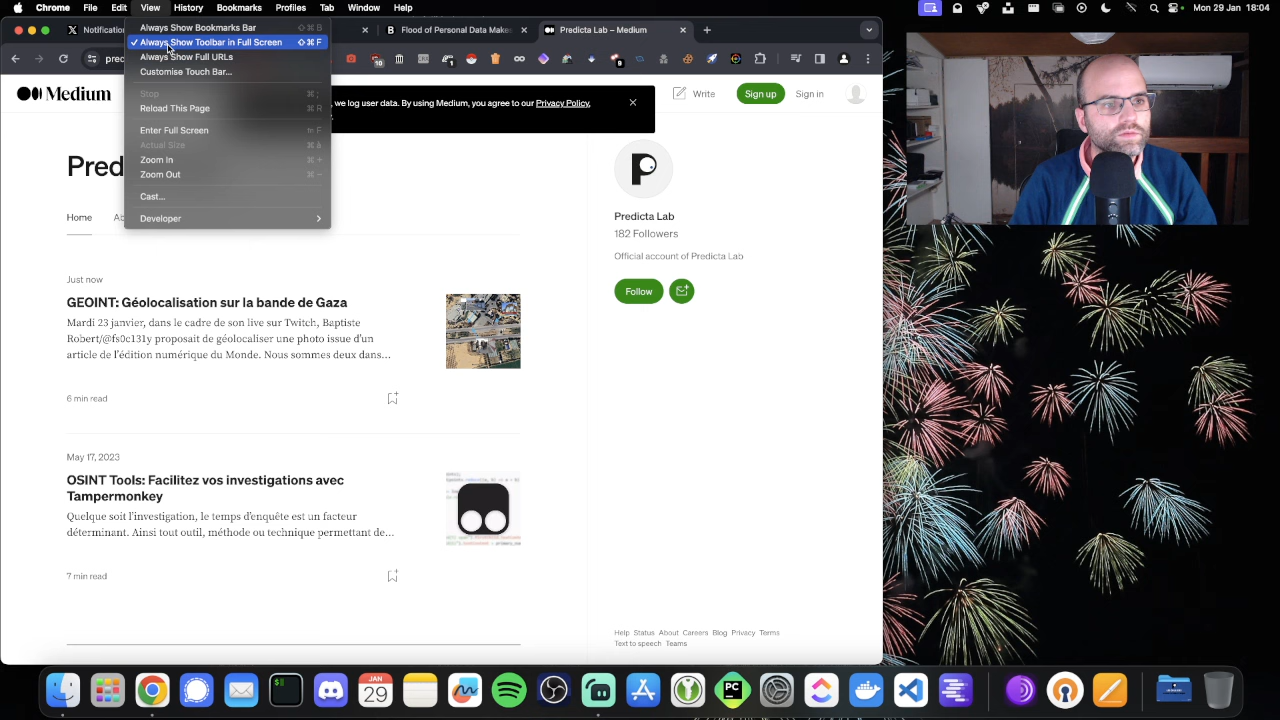 Chrome File Edit View History Bookmarks Profiles Tab Window Help Mon 29 Jan 18:04
Notification
Flood of Personal Data Makes
Predicta Lab – Medium
Always Show Bookmarks Bar ⇧⌘B
✓ Always Show Toolbar in Full Screen ⇧⌘F
Always Show Full URLs
Customise Touch Bar...
Stop ⌘.
Reload This Page ⌘R
Enter Full Screen fn F
Actual Size ⌘à
Zoom In ⌘+
Zoom Out ⌘−
Cast...
Developer
Medium
we log user data. By using Medium, you agree to our Privacy Policy,
Write
Sign up
Sign in
Pred
Home
Predicta Lab
182 Followers
Official account of Predicta Lab
Follow
Just now
GEOINT: Géolocalisation sur la bande de Gaza
Mardi 23 janvier, dans le cadre de son live sur Twitch, Baptiste
Robert/@fs0c131y proposait de géolocaliser une photo issue d'un
article de l'édition numérique du Monde. Nous sommes deux dans...
6 min read
May 17, 2023
OSINT Tools: Facilitez vos investigations avec
Tampermonkey
Quelque soit l'investigation, le temps d'enquête est un facteur
déterminant. Ainsi tout outil, méthode ou technique permettant de...
7 min read
Help Status About Careers Blog Privacy Terms
Text to speech Teams
JAN
29
PC